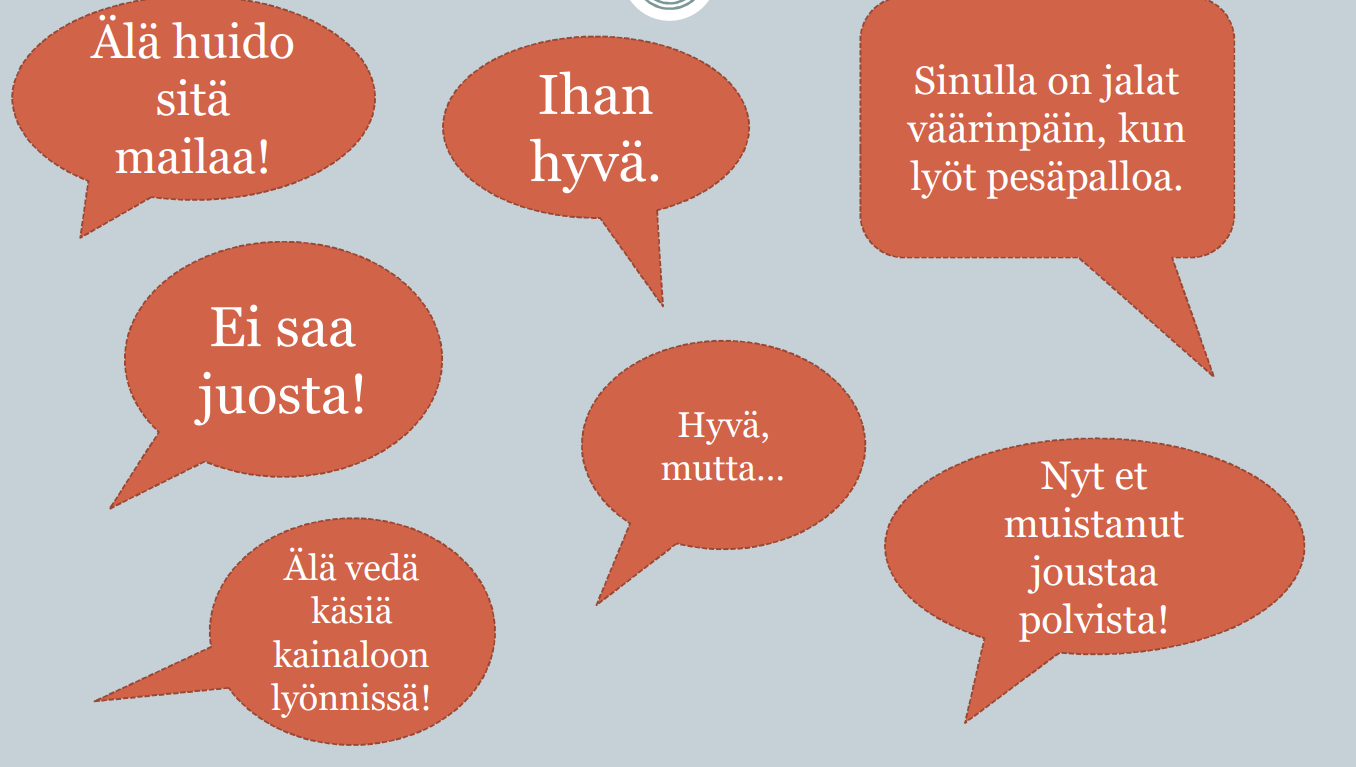 Älä huido
sitä
mailaa!
Ihan
hyvä.
Sinulla on jalat
väärinpäin, kun
lyöt pesäpalloa.
Ei saa
juosta!
Hyvä,
mutta...
Nyt et
muistanut
joustaa
polvista!
Älä vedä
käsiä
kainaloon
lyönnissä!